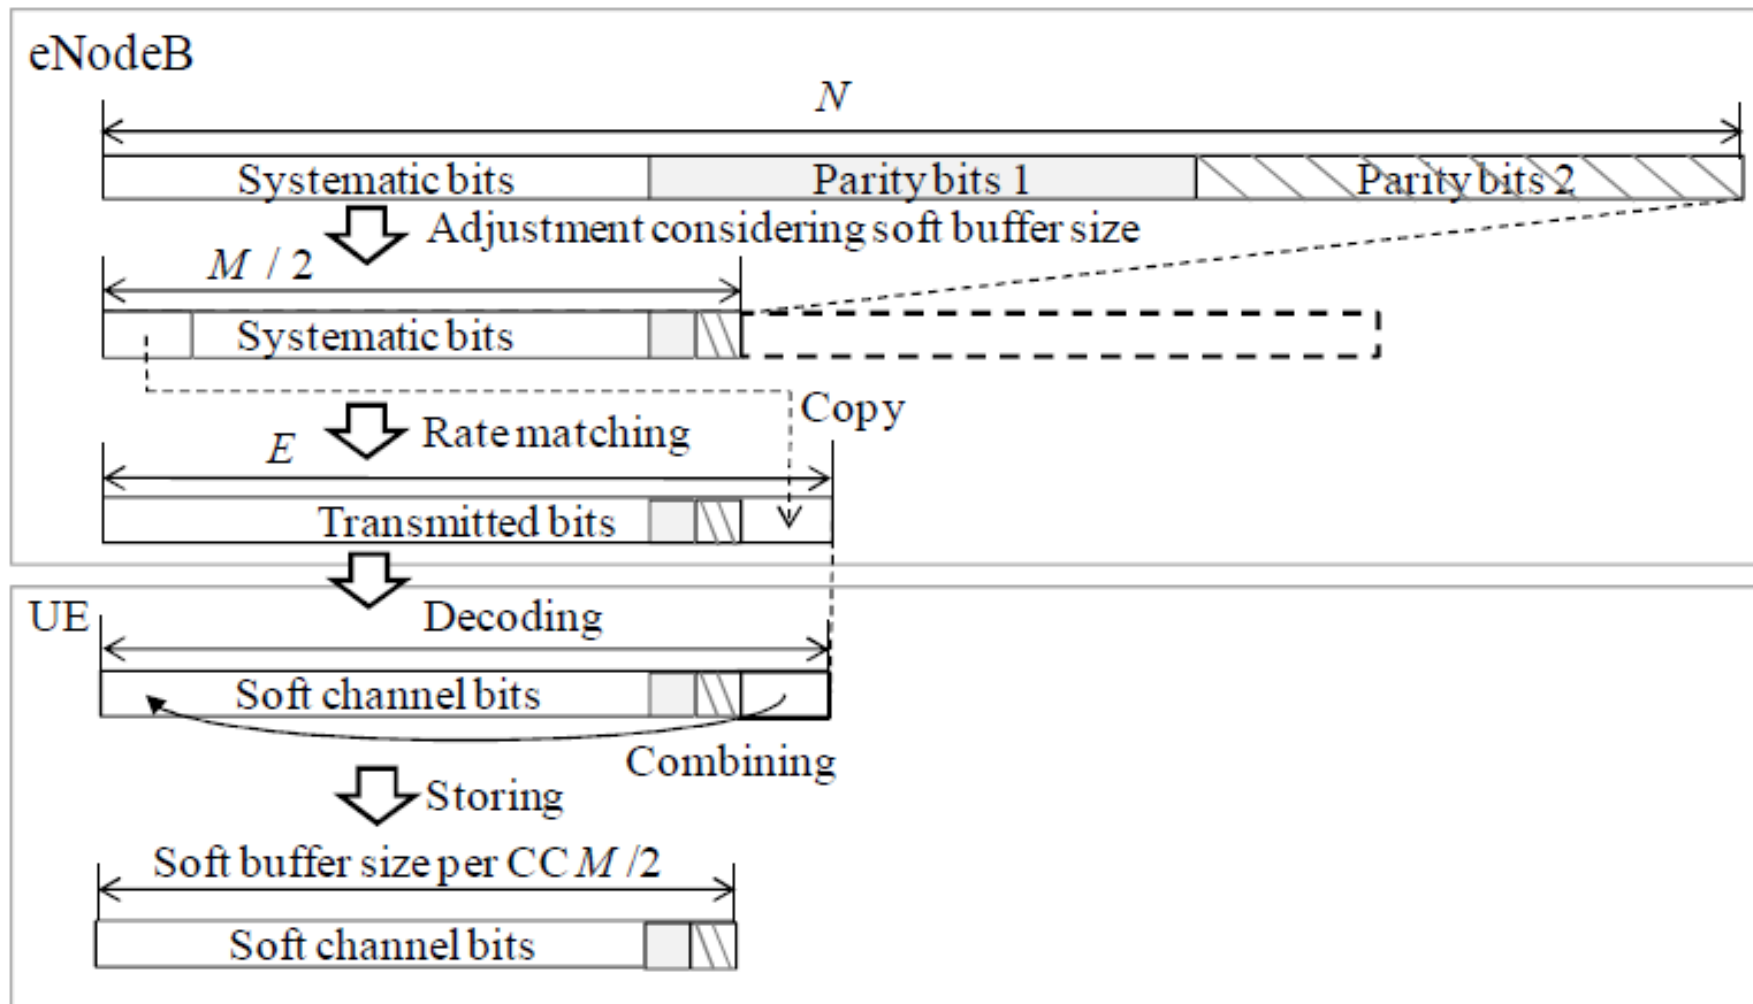 eNodeB
N
Systematic bits Parity bits 1 Parity bits 2
Adjustment considering soft buffer size
M / 2
Systematic bits
Copy
Rate matching
E
Transmitted bits
UE Decoding
Soft channel bits
Combining
Storing
Soft buffer size per CC M /2
Soft channel bits